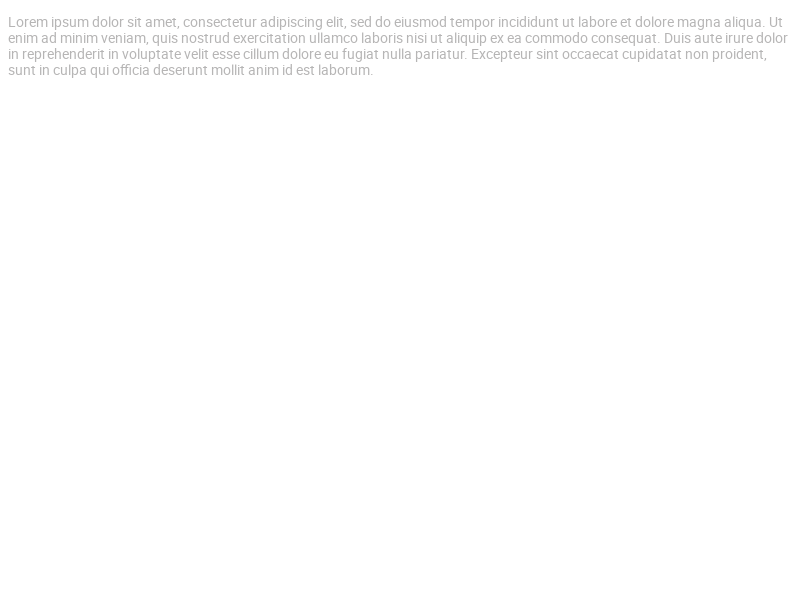 Lorem ipsum dolor sit amet, consectetur adipiscing elit, sed do eiusmod tempor incididunt ut labore et dolore magna aliqua. Ut
enim ad minim veniam, quis nostrud exercitation ullamco laboris nisi ut aliquip ex ea commodo consequat. Duis aute irure dolor
in reprehenderit in voluptate velit esse cillum dolore eu fugiat nulla pariatur. Excepteur sint occaecat cupidatat non proident,
sunt in culpa qui officia deserunt mollit anim id est laborum.